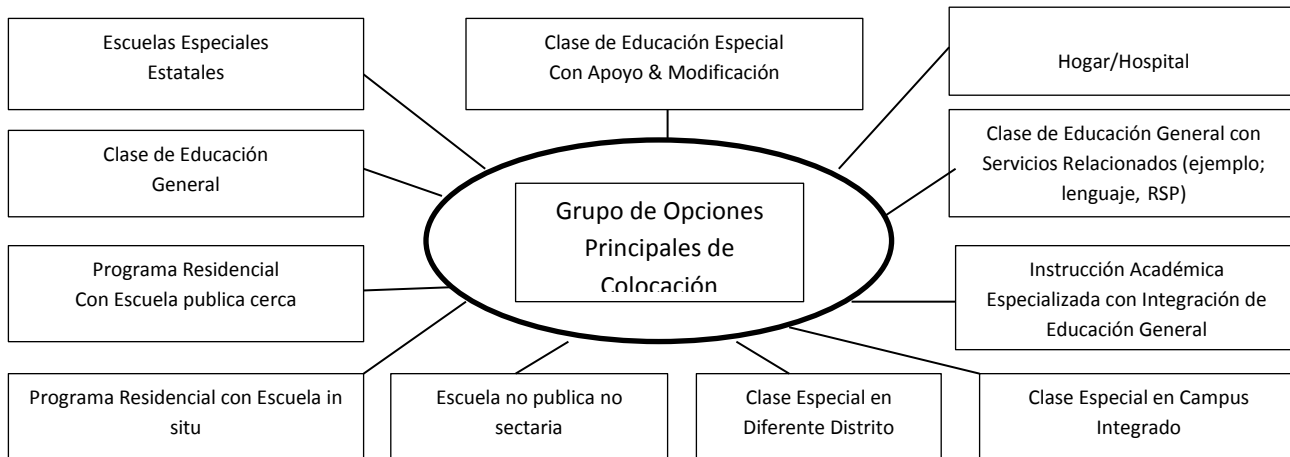 Escuelas Especiales
Estatales
Clase de Educación Especial
Con Apoyo & Modificación
Hogar/Hospital
Clase de Educación
General
Clase de Educación General con
Servicios Relacionados (ejemplo;
lenguaje, RSP)
Grupo de Opciones
Principales de
Colocación
Programa Residencial
Con Escuela publica cerca
Instrucción Académica
Especializada con Integración de
Educación General
Programa Residencial con Escuela in
situ
Escuela no publica no
sectaria
Clase Especial en
Diferente Distrito
Clase Especial en Campus
Integrado